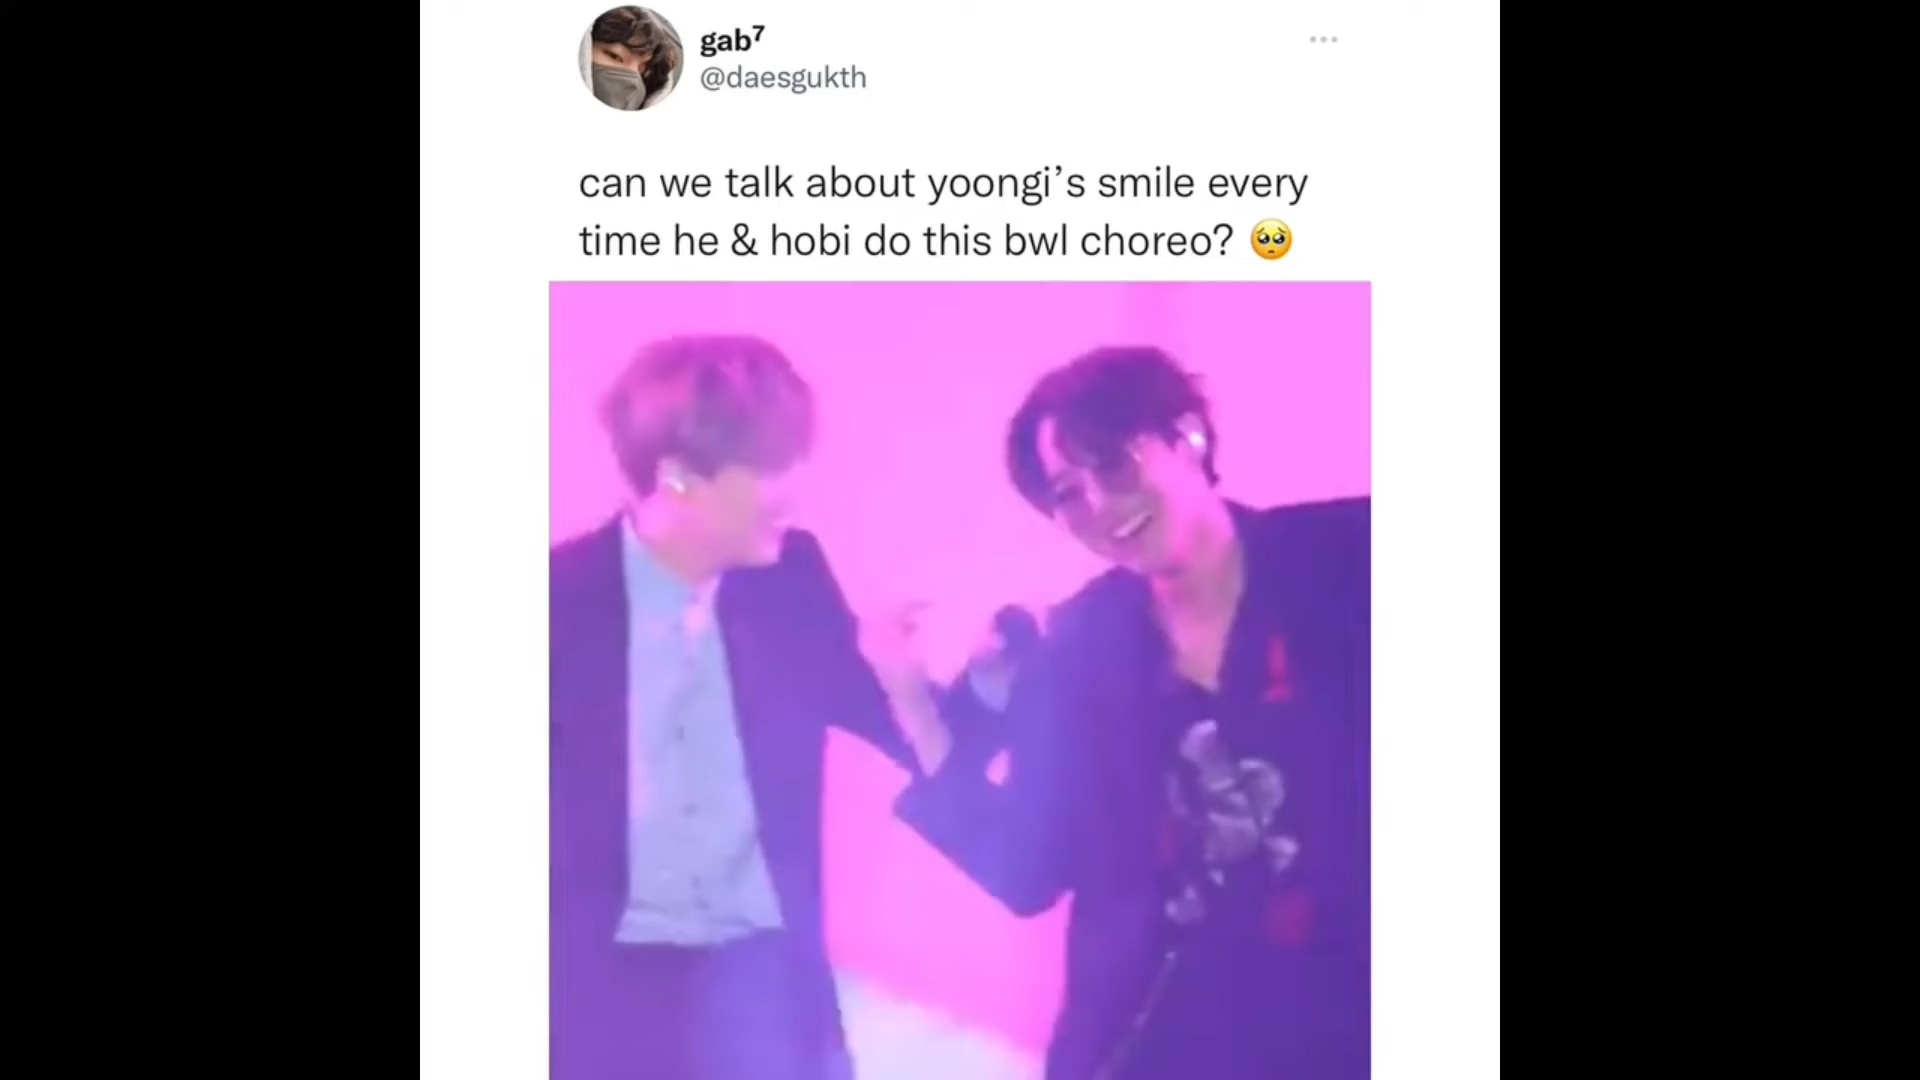 gab⁷
@daesgukth
can we talk about yoongi’s smile every
time he & hobi do this bwl choreo? 🥺